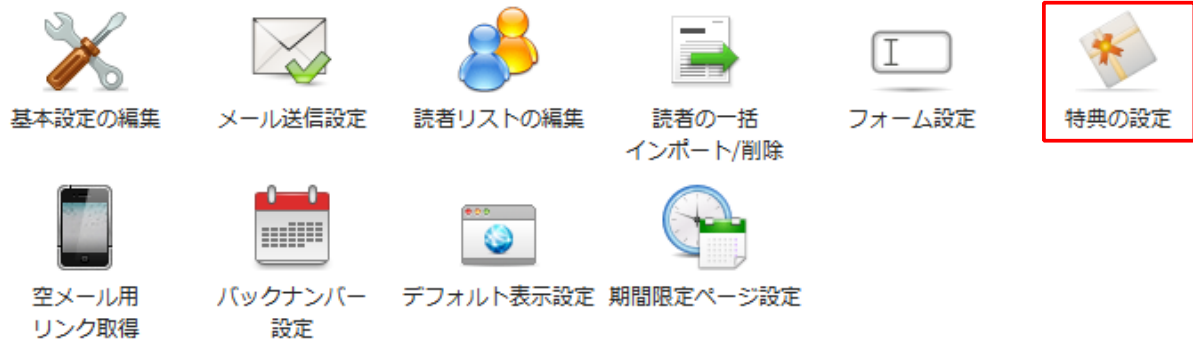 基本設定の編集
メール送信設定
読者リストの編集
読者の一括
インポート/削除
フォーム設定
特典の設定
空メール用
リンク取得
バックナンバー
設定
デフォルト表示設定
期間限定ページ設定